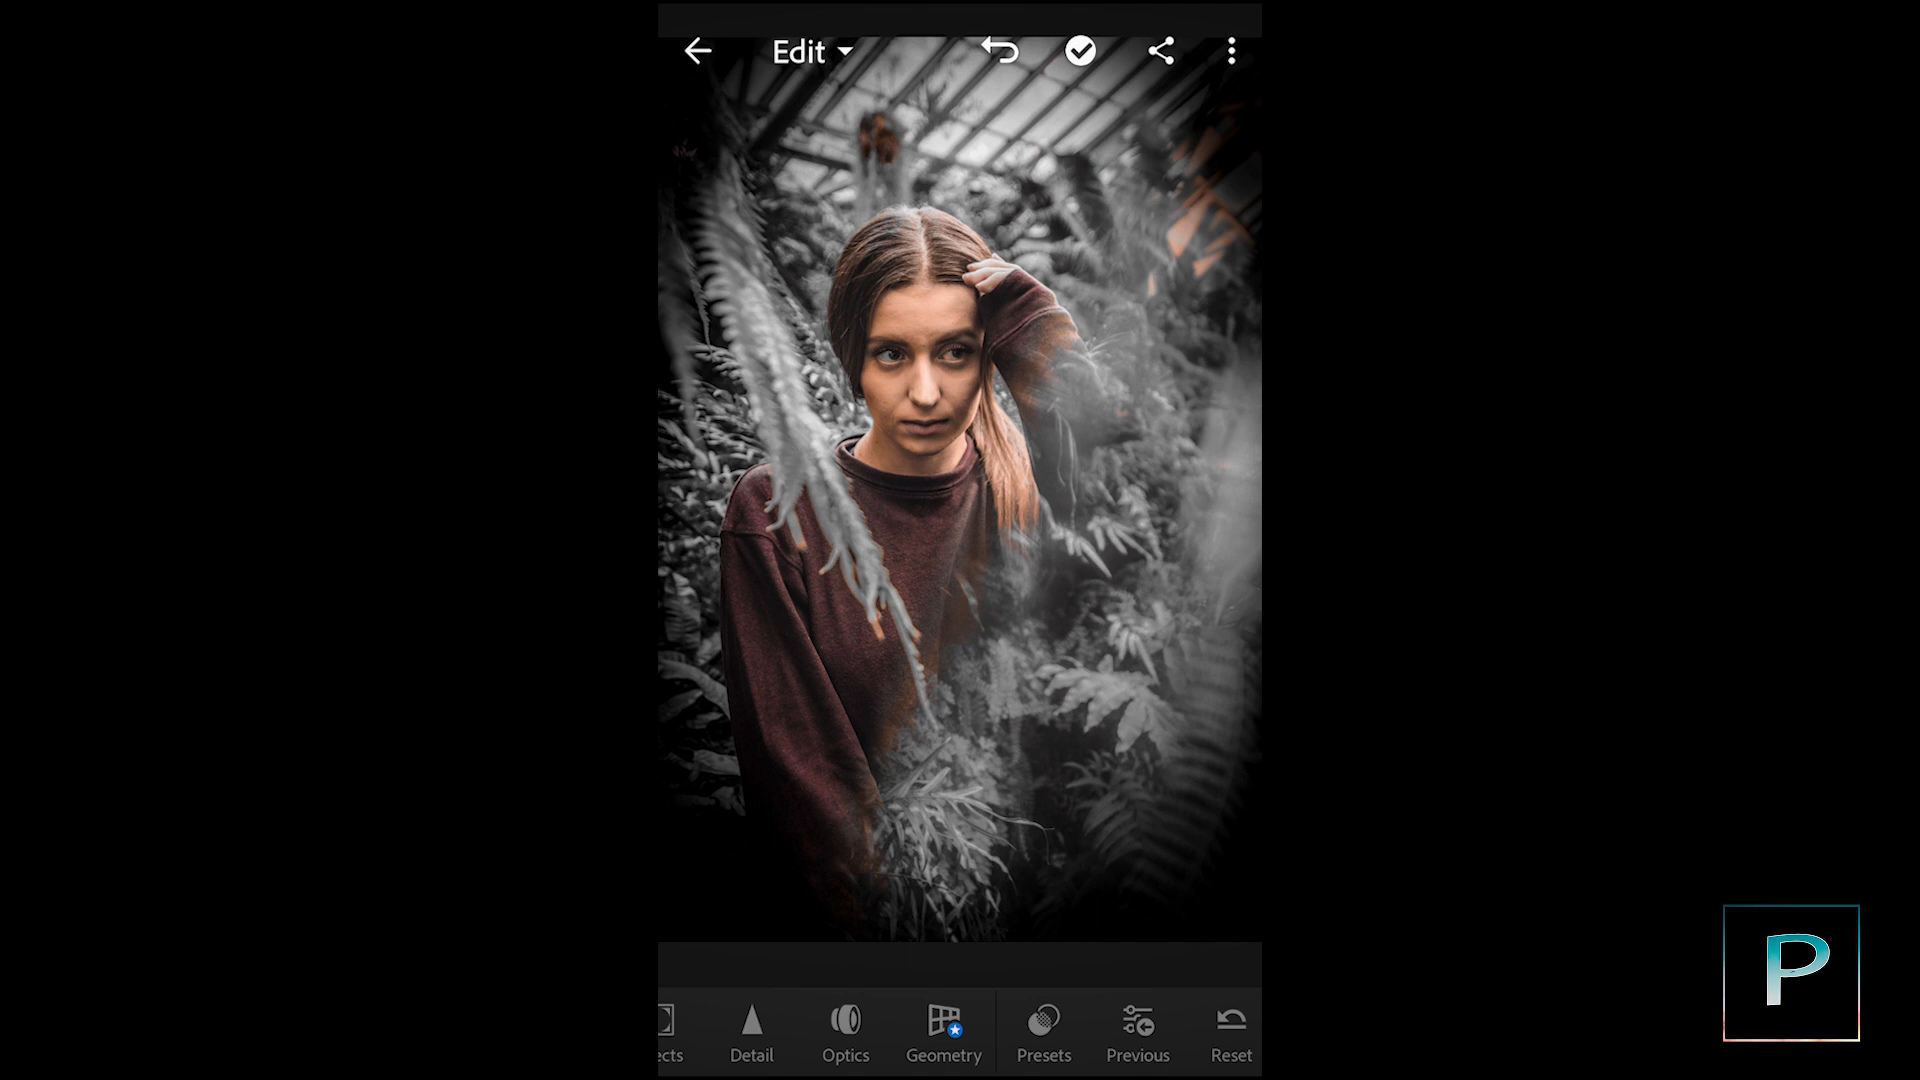 Edit
ects
Detail
Optics
Geometry
Presets
Previous
Reset
P